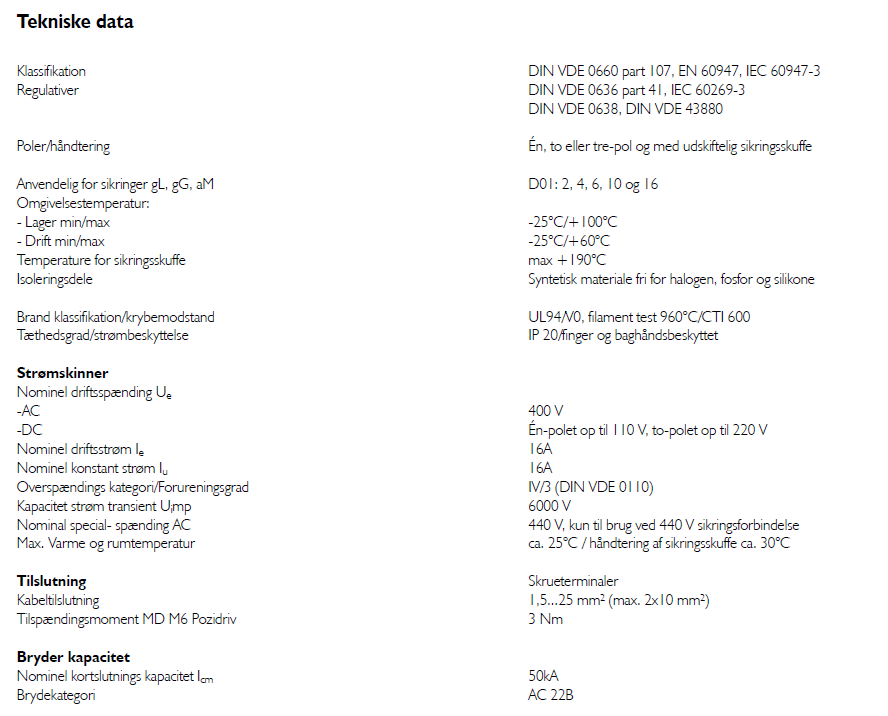 Tekniske data
Klassifikation DIN VDE 0660 part 107, EN 60947, IEC 60947-3
Regulativer DIN VDE 0636 part 41, IEC 60269-3
DIN VDE 0638, DIN VDE 43880
Poler/håndtering Én, to eller tre-pol og med udskiftelig sikringsskuffe
Anvendelig for sikringer gL, gG, aM D01: 2, 4, 6, 10 og 16
Omgivelsestemperatur:
- Lager min/max -25°C/+100°C
- Drift min/max -25°C/+60°C
Temperature for sikringsskuffe max +190°C
Isoleringsdele Syntetisk materiale fri for halogen, fosfor og silikone
Brand klassifikation/krybemodstand UL94/V0, filament test 960°C/CTI 600
Tæthedsgrad/strømbeskyttelse IP 20/finger og baghåndsbeskyttet
Strømskinner
Nominel driftsspænding Ue
-AC 400 V
-DC Én-polet op til 110 V, to-polet op til 220 V
Nominel driftsstrøm Ie 16A
Nominel konstant strøm Iu 16A
Overspændings kategori/Forureningsgrad IV/3 (DIN VDE 0110)
Kapacitet strøm transient Uimp 6000 V
Nominal special- spænding AC 440 V, kun til brug ved 440 V sikringsforbindelse
Max. Varme og rumtemperatur ca. 25°C / håndtering af sikringsskuffe ca. 30°C
Tilslutning Skrueterminaler
Kabeltilslutning 1,5...25 mm² (max. 2x10 mm²)
Tilspændingsmoment MD M6 Pozidriv 3 Nm
Bryder kapacitet
Nominel kortslutnings kapacitet Icm 50kA
Brydekategori AC 22B